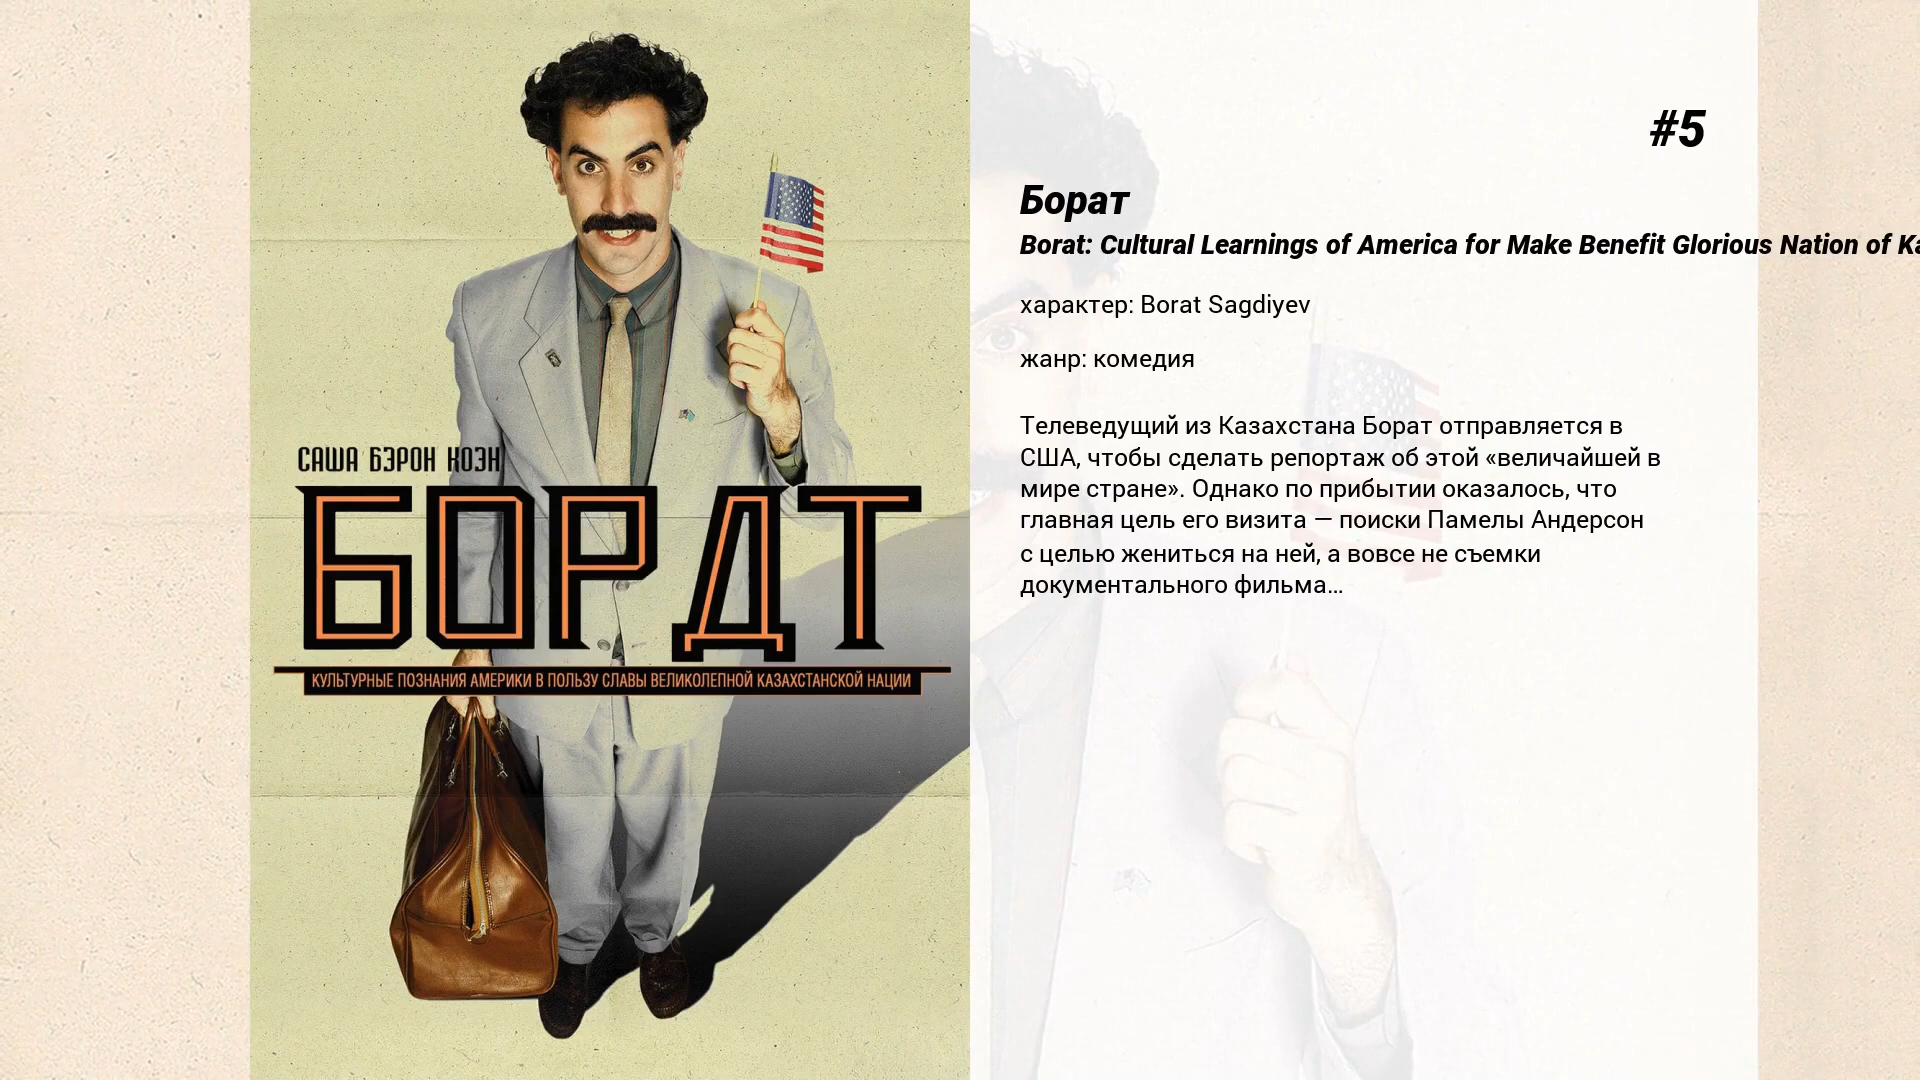 САША БЭРОН КОЭН
БОРДТ
КУЛЬТУРНЫЕ ПОЗНАНИЯ АМЕРИКИ В ПОЛЬЗУ СЛАВЫ ВЕЛИКОЛЕПНОЙ КАЗАХСТАНСКОЙ НАЦИИ
#5
Борат
Borat: Cultural Learnings of America for Make Benefit Glorious Nation of Ka
характер: Borat Sagdiyev
жанр: комедия
Телеведущий из Казахстана Борат отправляется в
США, чтобы сделать репортаж об этой «величайшей в
мире стране». Однако по прибытии оказалось, что
главная цель его визита — поиски Памелы Андерсон
с целью жениться на ней, а вовсе не съемки
документального фильма…